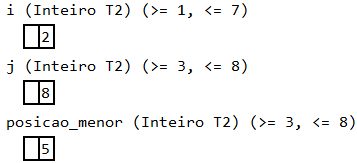 i (Inteiro T2) (>= 1, <= 7)
2
j (Inteiro T2) (>= 3, <= 8)
8
posicao_menor (Inteiro T2) (>= 3, <= 8)
5